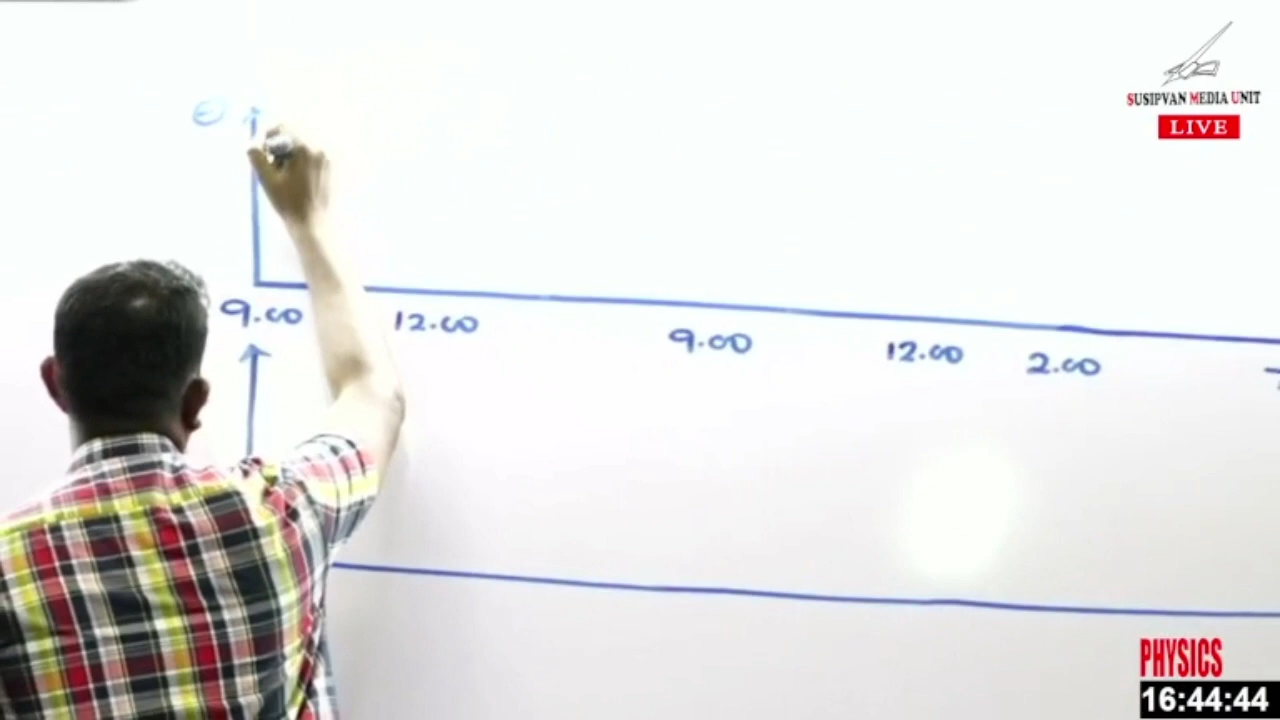 SUSIPVAN MEDIA UNIT
LIVE
9.00 12.00 9.00 12.00 2.00
PHYSICS
16:44:44